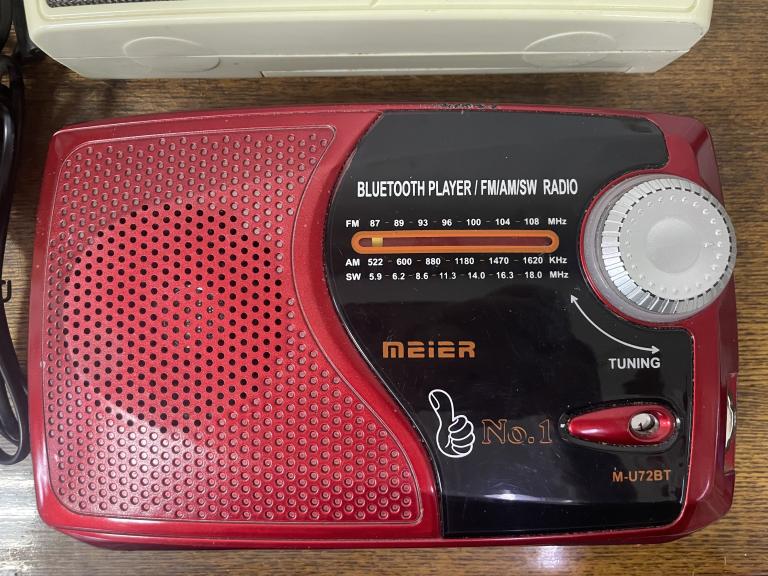 BLUETOOTH PLAYER / FM/AM/SW RADIO
FM 87 - 89 - 93 - 96 - 100 - 104 - 108 MHz
AM 522 - 600 - 880 - 1180 - 1470 - 1620 KHz
SW 5.9 - 6.2 - 8.6 - 11.3 - 14.0 - 16.3 - 18.0 MHz
MEIER
TUNING
No.1
M-U72BT